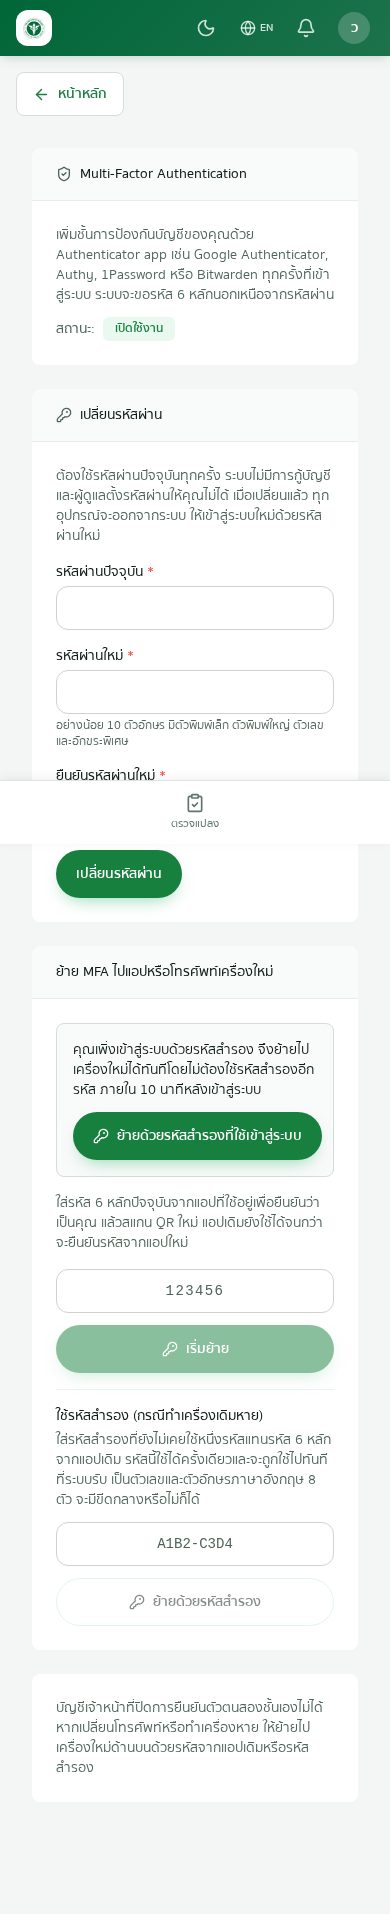 EN
ว
หน้าหลัก
Multi-Factor Authentication
เพิ่มชั้นการป้องกันบัญชีของคุณด้วย
Authenticator app เช่น Google Authenticator,
Authy, 1Password หรือ Bitwarden ทุกครั้งที่เข้า
สู่ระบบ ระบบจะขอรหัส 6 หลักนอกเหนือจากรหัสผ่าน
สถานะ: เปิดใช้งาน
เปลี่ยนรหัสผ่าน
ต้องใช้รหัสผ่านปัจจุบันทุกครั้ง ระบบไม่มีการกู้บัญชี
และผู้ดูแลตั้งรหัสผ่านให้คุณไม่ได้ เมื่อเปลี่ยนแล้ว ทุก
อุปกรณ์จะออกจากระบบ ให้เข้าสู่ระบบใหม่ด้วยรหัส
ผ่านใหม่
รหัสผ่านปัจจุบัน *
รหัสผ่านใหม่ *
อย่างน้อย 10 ตัวอักษร มีตัวพิมพ์เล็ก ตัวพิมพ์ใหญ่ ตัวเลข
และอักขระพิเศษ
ยืนยันรหัสผ่านใหม่ *
ตรวจแปลง
เปลี่ยนรหัสผ่าน
ย้าย MFA ไปแอปหรือโทรศัพท์เครื่องใหม่
คุณเพิ่งเข้าสู่ระบบด้วยรหัสสำรอง จึงย้ายไป
เครื่องใหม่ได้ทันทีโดยไม่ต้องใช้รหัสสำรองอีก
รหัส ภายใน 10 นาทีหลังเข้าสู่ระบบ
ย้ายด้วยรหัสสำรองที่ใช้เข้าสู่ระบบ
ใส่รหัส 6 หลักปัจจุบันจากแอปที่ใช้อยู่เพื่อยืนยันว่า
เป็นคุณ แล้วสแกน QR ใหม่ แอปเดิมยังใช้ได้จนกว่า
จะยืนยันรหัสจากแอปใหม่
123456
เริ่มย้าย
ใช้รหัสสำรอง (กรณีทำเครื่องเดิมหาย)
ใส่รหัสสำรองที่ยังไม่เคยใช้หนึ่งรหัสแทนรหัส 6 หลัก
จากแอปเดิม รหัสนี้ใช้ได้ครั้งเดียวและจะถูกใช้ไปทันที
ที่ระบบรับ เป็นตัวเลขและตัวอักษรภาษาอังกฤษ 8
ตัว จะมีขีดกลางหรือไม่ก็ได้
A1B2-C3D4
ย้ายด้วยรหัสสำรอง
บัญชีเจ้าหน้าที่ปิดการยืนยันตัวตนสองชั้นเองไม่ได้
หากเปลี่ยนโทรศัพท์หรือทำเครื่องหาย ให้ย้ายไป
เครื่องใหม่ด้านบนด้วยรหัสจากแอปเดิมหรือรหัส
สำรอง